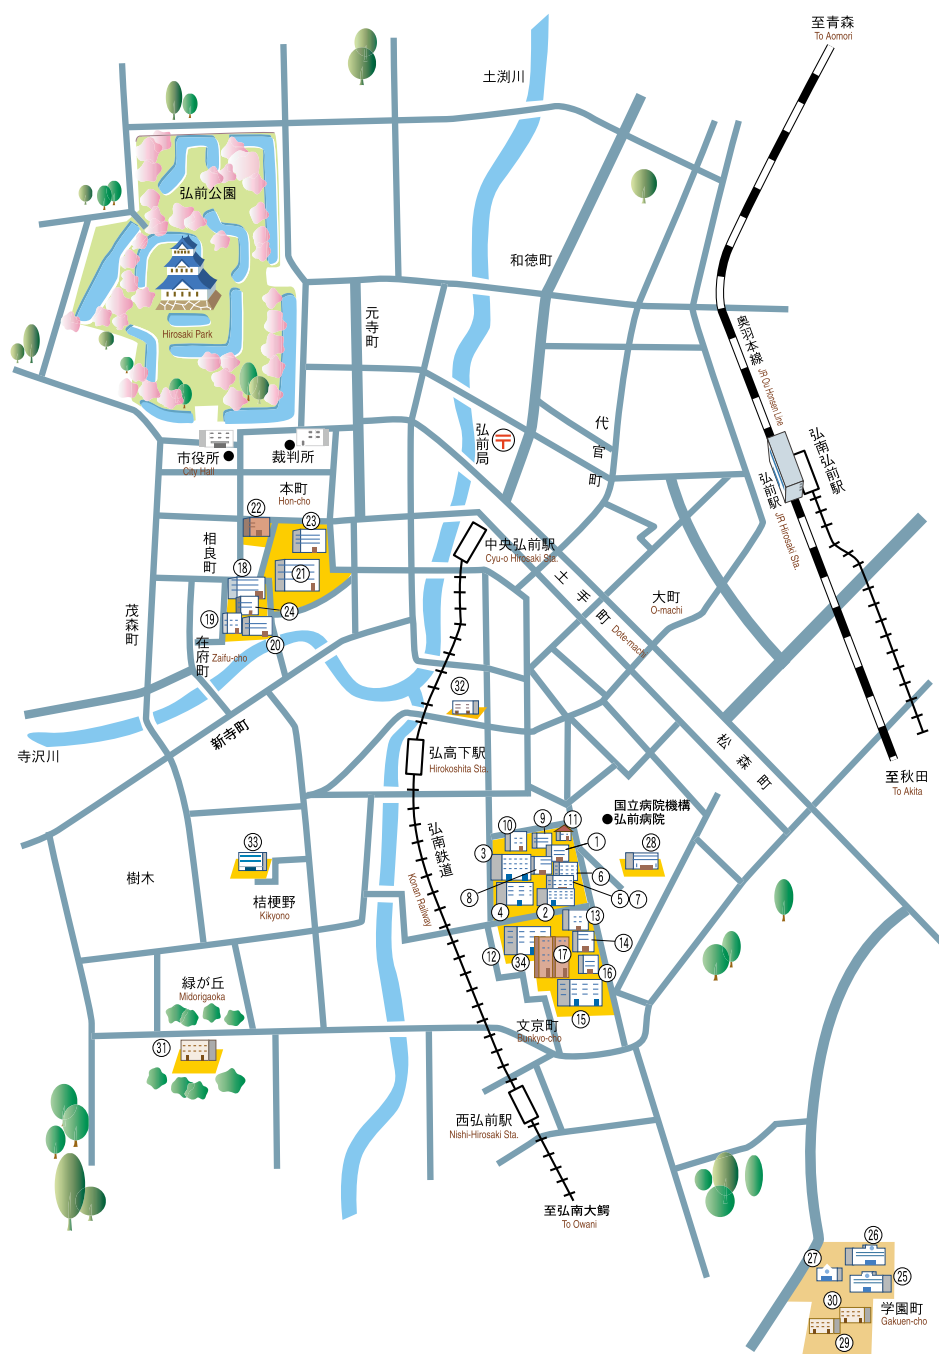 至青森
To Aomori
土渕川
弘前公園
和徳町
元寺町
Hirosaki Park
奥羽本線
JR Ou Honsen Line
代官町
弘前局
弘南弘前駅
弘前駅
JR Hirosaki Sta.
市役所
City Hall
裁判所
本町
Hon-cho
22
23
相良町
中央弘前駅
Cyu-o Hirosaki Sta.
18
21
土手町
Dote-machi
大町
O-machi
茂森町
19
24
20
在府町
Zaifu-cho
32
新寺町
寺沢川
弘高下駅
Hirokoshita Sta.
松森町
至秋田
To Akita
国立病院機構
弘前病院
弘南鉄道
Konan Railway
10
9
11
1
28
3
33
6
樹木
8
5
7
桔梗野
Kikyono
4
2
13
14
12
34
17
16
緑が丘
Midorigaoka
15
文京町
Bunkyo-cho
31
西弘前駅
Nishi-Hirosaki Sta.
至弘南大鰐
To Owani
26
27
25
30
学園町
Gakuen-cho
29